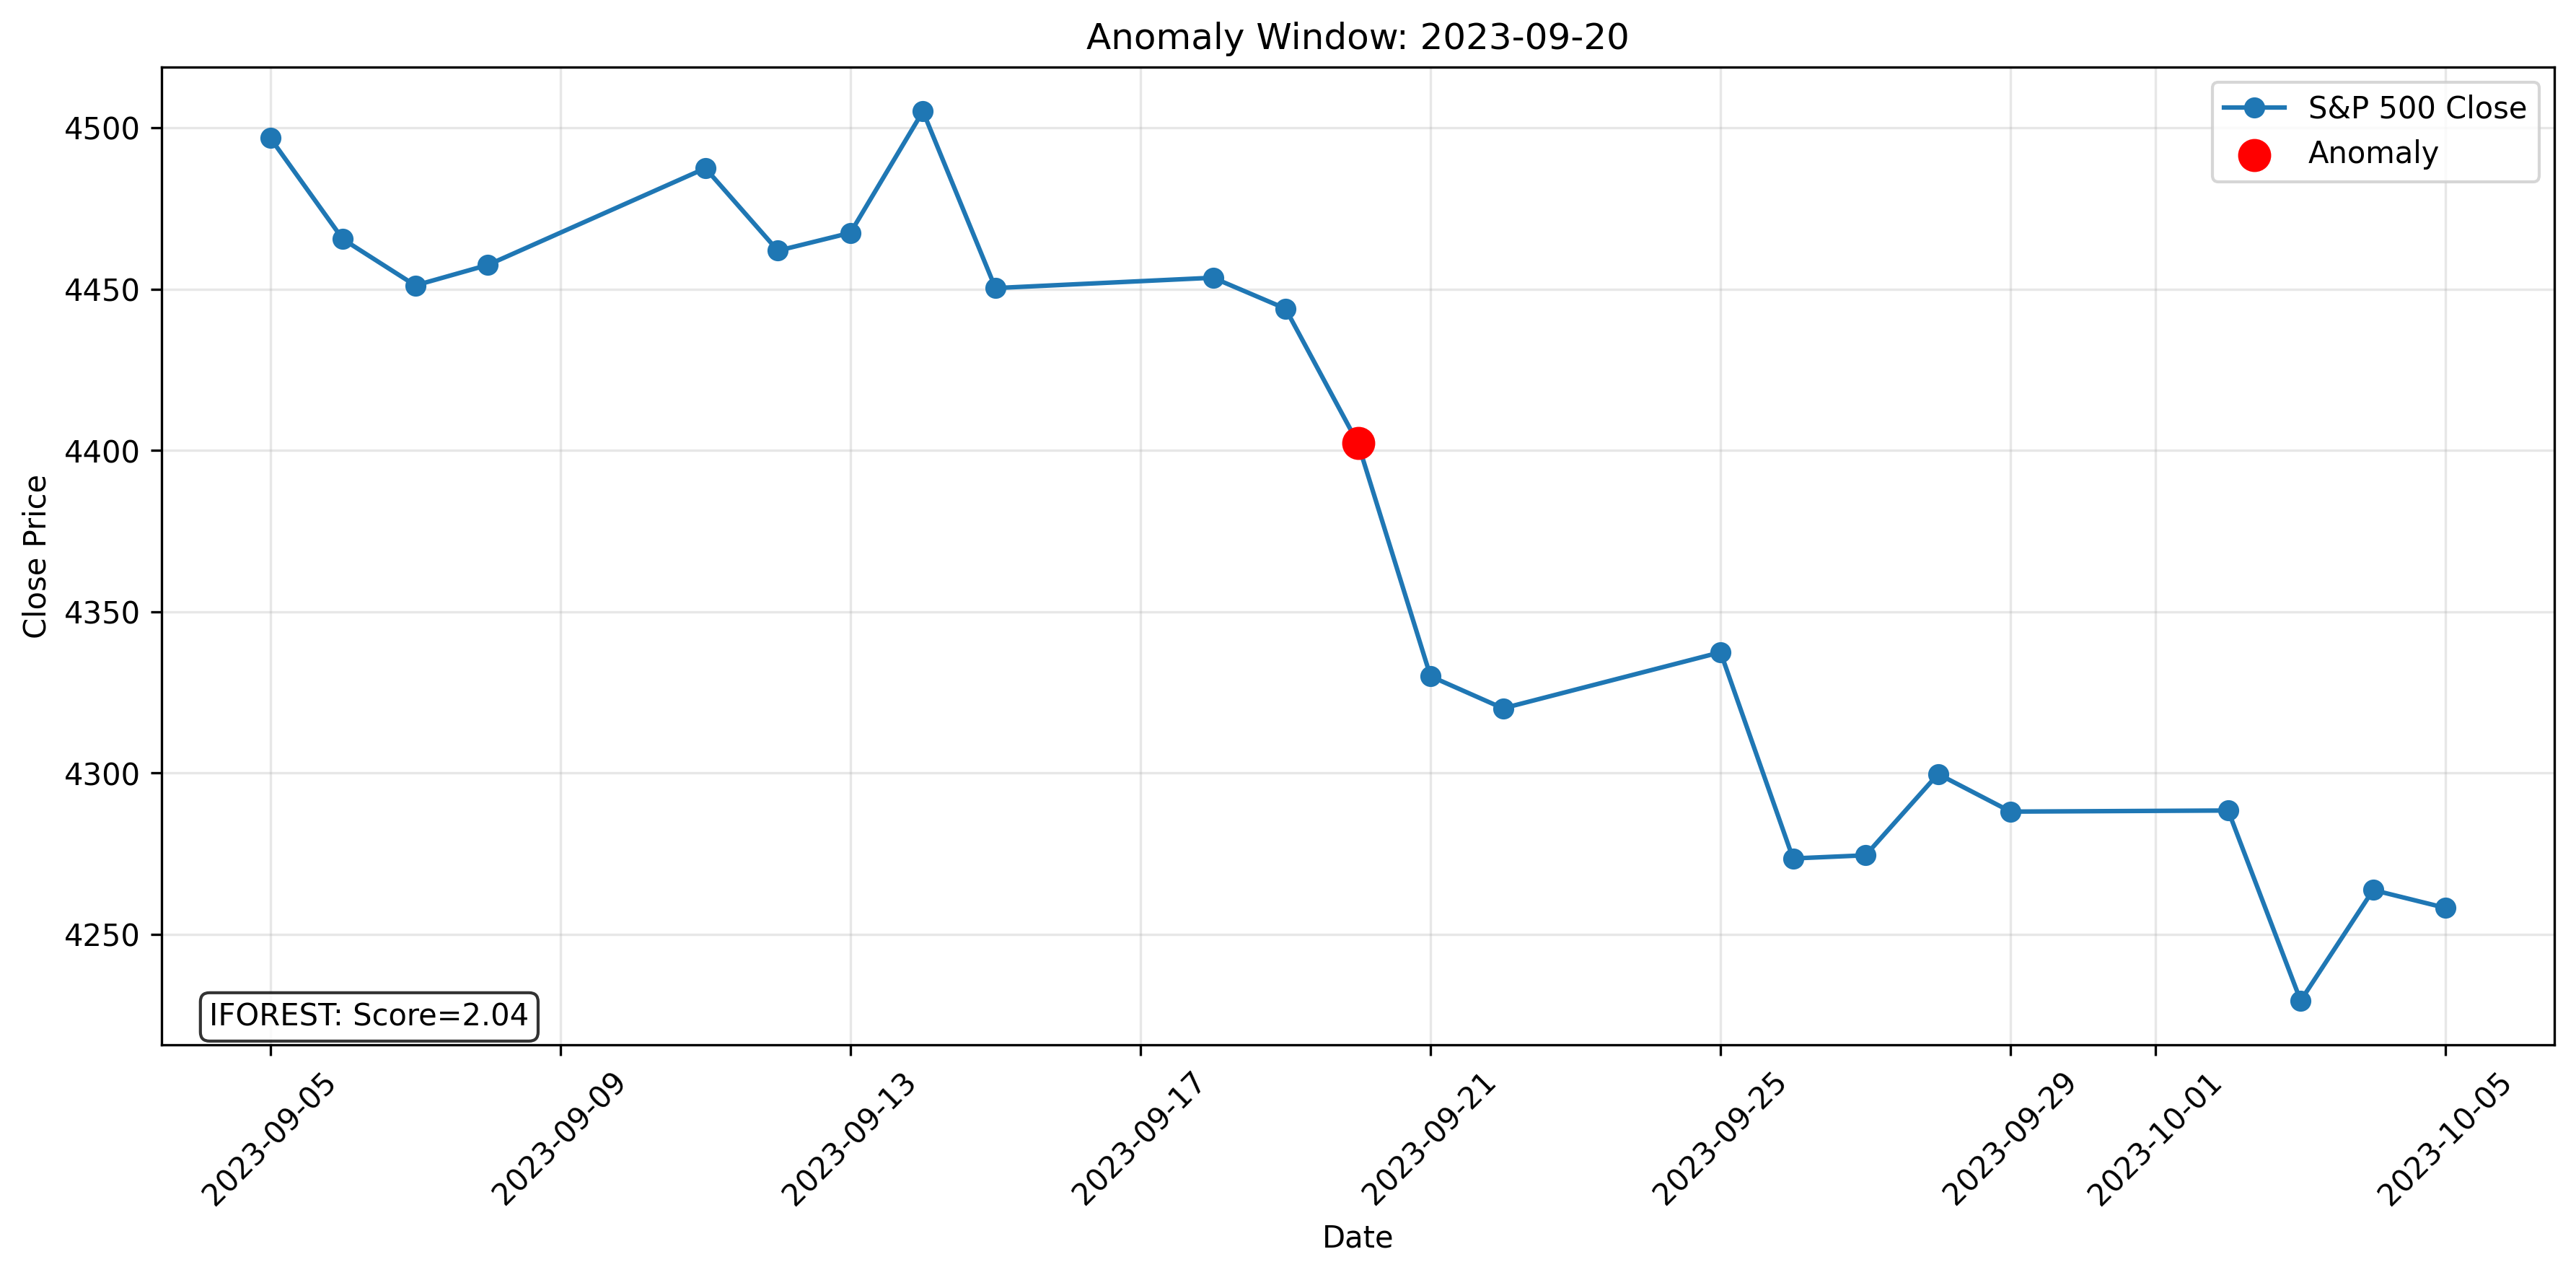 Anomaly Window: 2023-09-20
S&P 500 Close
Anomaly
Close Price
4500
4450
4400
4350
4300
4250
IFOREST: Score=2.04
2023-09-05
2023-09-09
2023-09-13
2023-09-17
2023-09-21
2023-09-25
2023-09-29
2023-10-01
2023-10-05
Date